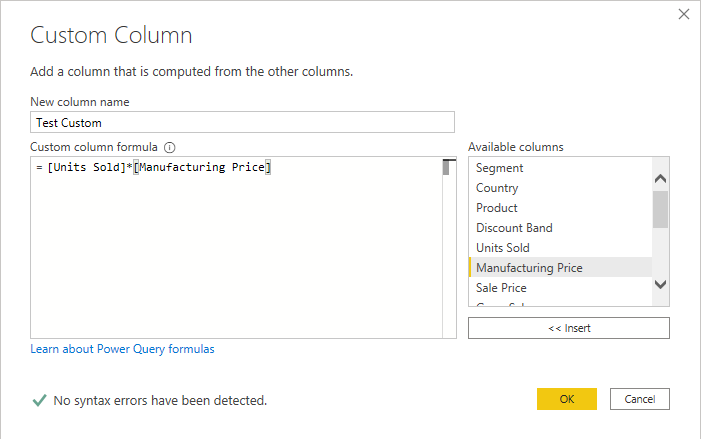 Custom Column
Add a column that is computed from the other columns.
New column name
Test Custom
Custom column formula
Available columns
= [Units Sold]*[Manufacturing Price]
Segment
Country
Product
Discount Band
Units Sold
Manufacturing Price
Sale Price
<< Insert
Learn about Power Query formulas
No syntax errors have been detected.
OK
Cancel